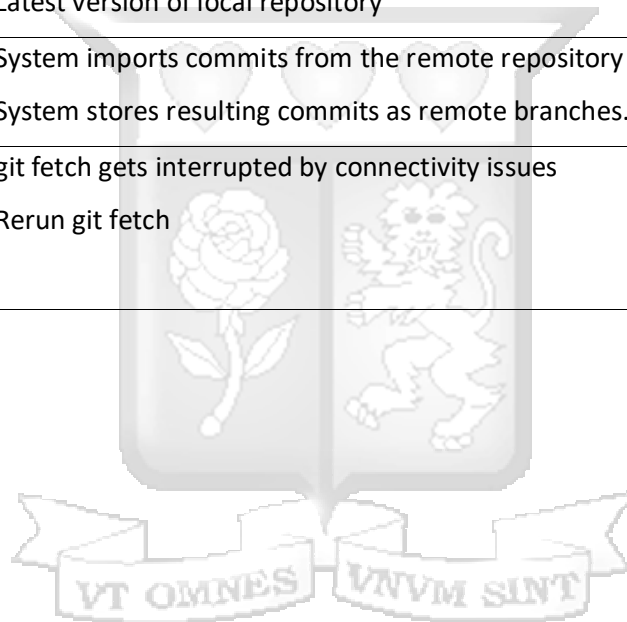 Latest version of local repository
System imports commits from the remote repository
System stores resulting commits as remote branches.
git fetch gets interrupted by connectivity issues
Rerun git fetch
VT OMNES VNVM SINT